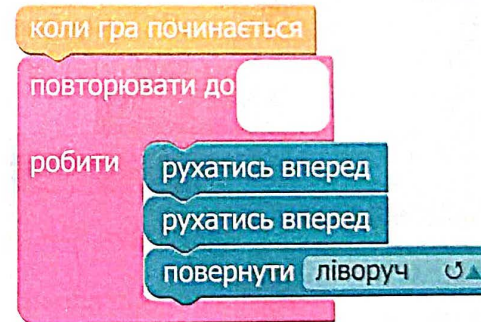 коли гра починається
повторювати до
робити
рухатись вперед
рухатись вперед
повернути ліворуч ↺▲